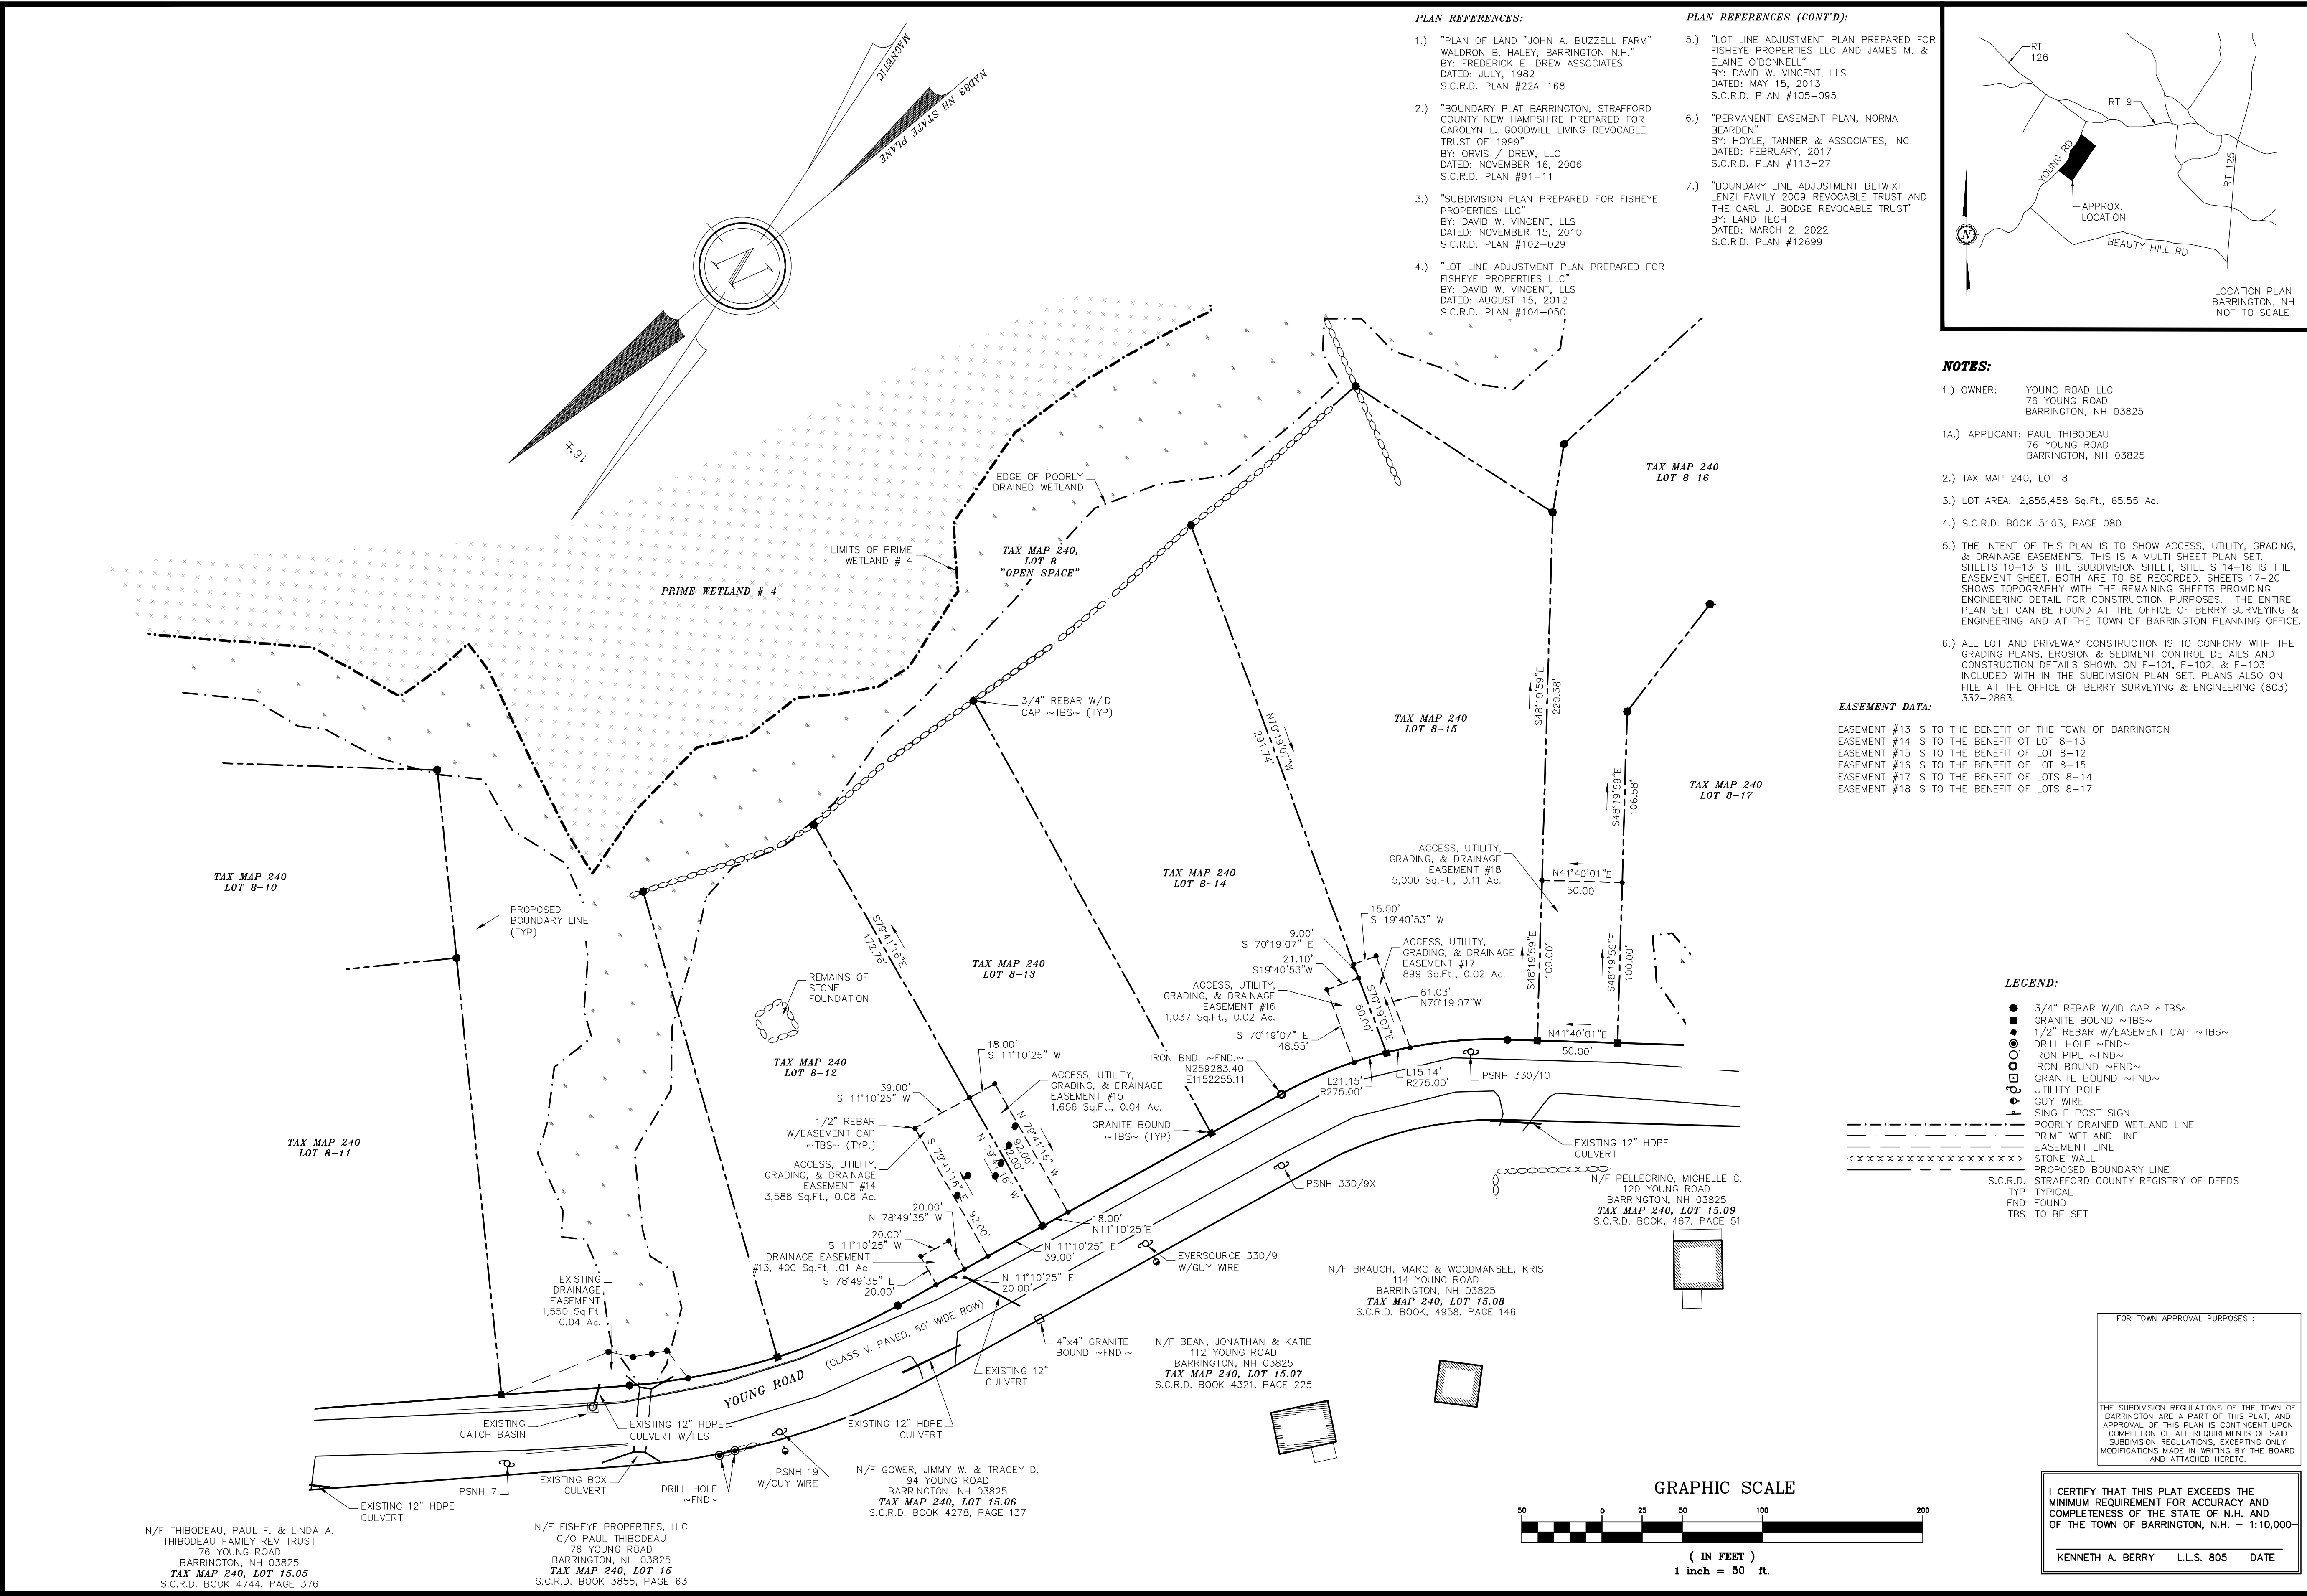 PLAN REFERENCES:
1.) "PLAN OF LAND "JOHN A. BUZZELL FARM"
WALDRON B. HALEY, BARRINGTON N.H."
BY: FREDERICK E. DREW ASSOCIATES
DATED: JULY, 1982
S.C.R.D. PLAN #22A-168
2.) "BOUNDARY PLAT BARRINGTON, STRAFFORD
COUNTY NEW HAMPSHIRE PREPARED FOR
CAROLYN L. GOODWILL LIVING REVOCABLE
TRUST OF 1999"
BY: ORVIS / DREW, LLC
DATED: NOVEMBER 16, 2006
S.C.R.D. PLAN #91-11
3.) "SUBDIVISION PLAN PREPARED FOR FISHEYE
PROPERTIES LLC"
BY: DAVID W. VINCENT, LLS
DATED: NOVEMBER 15, 2010
S.C.R.D. PLAN #102-029
4.) "LOT LINE ADJUSTMENT PLAN PREPARED FOR
FISHEYE PROPERTIES LLC"
BY: DAVID W. VINCENT, LLS
DATED: AUGUST 15, 2012
S.C.R.D. PLAN #104-050
PLAN REFERENCES (CONT'D):
5.) "LOT LINE ADJUSTMENT PLAN PREPARED FOR
FISHEYE PROPERTIES LLC AND JAMES M. &
ELAINE O'DONNELL"
BY: DAVID W. VINCENT, LLS
DATED: MAY 15, 2013
S.C.R.D. PLAN #105-095
6.) "PERMANENT EASEMENT PLAN, NORMA
BEARDEN"
BY: HOYLE, TANNER & ASSOCIATES, INC.
DATED: FEBRUARY, 2017
S.C.R.D. PLAN #113-27
7.) "BOUNDARY LINE ADJUSTMENT BETWIXT
LENZI FAMILY 2009 REVOCABLE TRUST AND
THE CARL J. BODGE REVOCABLE TRUST"
BY: LAND TECH
DATED: MARCH 2, 2022
S.C.R.D. PLAN #12699
RT
126
RT 9
YOUNG RD
RT 125
APPROX.
LOCATION
BEAUTY HILL RD
N
LOCATION PLAN
BARRINGTON, NH
NOT TO SCALE
MAGNETIC
NAD83 NH STATE PLANE
N
16°±
NOTES:
1.) OWNER: YOUNG ROAD LLC
76 YOUNG ROAD
BARRINGTON, NH 03825
1A.) APPLICANT: PAUL THIBODEAU
76 YOUNG ROAD
BARRINGTON, NH 03825
2.) TAX MAP 240, LOT 8
3.) LOT AREA: 2,855,458 Sq.Ft., 65.55 Ac.
4.) S.C.R.D. BOOK 5103, PAGE 080
5.) THE INTENT OF THIS PLAN IS TO SHOW ACCESS, UTILITY, GRADING,
& DRAINAGE EASEMENTS. THIS IS A MULTI SHEET PLAN SET.
SHEETS 10-13 IS THE SUBDIVISION SHEET, SHEETS 14-16 IS THE
EASEMENT SHEET, BOTH ARE TO BE RECORDED. SHEETS 17-20
SHOWS TOPOGRAPHY WITH THE REMAINING SHEETS PROVIDING
ENGINEERING DETAIL FOR CONSTRUCTION PURPOSES. THE ENTIRE
PLAN SET CAN BE FOUND AT THE OFFICE OF BERRY SURVEYING &
ENGINEERING AND AT THE TOWN OF BARRINGTON PLANNING OFFICE.
6.) ALL LOT AND DRIVEWAY CONSTRUCTION IS TO CONFORM WITH THE
GRADING PLANS, EROSION & SEDIMENT CONTROL DETAILS AND
CONSTRUCTION DETAILS SHOWN ON E-101, E-102, & E-103
INCLUDED WITH IN THE SUBDIVISION PLAN SET. PLANS ALSO ON
FILE AT THE OFFICE OF BERRY SURVEYING & ENGINEERING (603)
332-2863.
EASEMENT DATA:
EASEMENT #13 IS TO THE BENEFIT OF THE TOWN OF BARRINGTON
EASEMENT #14 IS TO THE BENEFIT OT LOT 8-13
EASEMENT #15 IS TO THE BENEFIT OF LOT 8-12
EASEMENT #16 IS TO THE BENEFIT OF LOT 8-15
EASEMENT #17 IS TO THE BENEFIT OF LOTS 8-14
EASEMENT #18 IS TO THE BENEFIT OF LOTS 8-17
LEGEND:
3/4" REBAR W/ID CAP ~TBS~
GRANITE BOUND ~TBS~
1/2" REBAR W/EASEMENT CAP ~TBS~
DRILL HOLE ~FND~
IRON PIPE ~FND~
IRON BOUND ~FND~
GRANITE BOUND ~FND~
UTILITY POLE
GUY WIRE
SINGLE POST SIGN
POORLY DRAINED WETLAND LINE
PRIME WETLAND LINE
EASEMENT LINE
STONE WALL
PROPOSED BOUNDARY LINE
S.C.R.D. STRAFFORD COUNTY REGISTRY OF DEEDS
TYP TYPICAL
FND FOUND
TBS TO BE SET
EDGE OF POORLY
DRAINED WETLAND
LIMITS OF PRIME
WETLAND # 4
TAX MAP 240,
LOT 8
"OPEN SPACE"
PRIME WETLAND # 4
3/4" REBAR W/ID
CAP ~TBS~ (TYP)
TAX MAP 240
LOT 8-16
TAX MAP 240
LOT 8-15
TAX MAP 240
LOT 8-17
TAX MAP 240
LOT 8-14
TAX MAP 240
LOT 8-13
TAX MAP 240
LOT 8-12
TAX MAP 240
LOT 8-11
TAX MAP 240
LOT 8-10
PROPOSED
BOUNDARY LINE
(TYP)
REMAINS OF
STONE
FOUNDATION
N70°19'07"W
291.74'
S48°19'59"E
229.38'
S48°19'59"E
106.58'
S79°41'16"E
172.76'
ACCESS, UTILITY,
GRADING, & DRAINAGE
EASEMENT #18
5,000 Sq.Ft., 0.11 Ac.
N41°40'01"E
50.00'
S48°19'59"E
100.00'
S48°19'59"E
100.00'
N41°40'01"E
50.00'
15.00'
S 19°40'53" W
9.00'
S 70°19'07" E
21.10'
S19°40'53"W
ACCESS, UTILITY,
GRADING, & DRAINAGE
EASEMENT #17
899 Sq.Ft., 0.02 Ac.
ACCESS, UTILITY,
GRADING, & DRAINAGE
EASEMENT #16
1,037 Sq.Ft., 0.02 Ac.
61.03'
N70°19'07"W
S70°19'07"E
50.00'
S 70°19'07" E
48.55'
IRON BND. ~FND.~
N259283.40
E1152255.11
L21.15'
R275.00'
L15.14'
R275.00'
PSNH 330/10
18.00'
S 11°10'25" W
39.00'
S 11°10'25" W
ACCESS, UTILITY,
GRADING, & DRAINAGE
EASEMENT #15
1,656 Sq.Ft., 0.04 Ac.
GRANITE BOUND
~TBS~ (TYP)
1/2" REBAR
W/EASEMENT CAP
~TBS~ (TYP.)
ACCESS, UTILITY,
GRADING, & DRAINAGE
EASEMENT #14
3,588 Sq.Ft., 0.08 Ac.
N 79°41'16" W
92.00'
N 79°41'16" W
92.00'
S 79°41'16" E
92.00'
20.00'
N 78°49'35" W
20.00'
S 11°10'25" W
DRAINAGE EASEMENT
#13, 400 Sq.Ft, .01 Ac.
S 78°49'35" E
20.00'
18.00'
N11°10'25"E
N 11°10'25" E
39.00'
N 11°10'25" E
20.00'
EXISTING
DRAINAGE
EASEMENT
1,550 Sq.Ft.
0.04 Ac.
EXISTING 12" HDPE
CULVERT
PSNH 330/9X
EVERSOURCE 330/9
W/GUY WIRE
4"x4" GRANITE
BOUND ~FND.~
EXISTING 12"
CULVERT
YOUNG ROAD
(CLASS V. PAVED, 50' WIDE ROW)
EXISTING 12" HDPE
CULVERT
EXISTING
CATCH BASIN
EXISTING 12" HDPE
CULVERT W/FES
EXISTING BOX
CULVERT
DRILL HOLE
~FND~
PSNH 19
W/GUY WIRE
PSNH 7
EXISTING 12" HDPE
CULVERT
N/F PELLEGRINO, MICHELLE C.
120 YOUNG ROAD
BARRINGTON, NH 03825
TAX MAP 240, LOT 15.09
S.C.R.D. BOOK, 467, PAGE 51
N/F BRAUCH, MARC & WOODMANSEE, KRIS
114 YOUNG ROAD
BARRINGTON, NH 03825
TAX MAP 240, LOT 15.08
S.C.R.D. BOOK, 4958, PAGE 146
N/F BEAN, JONATHAN & KATIE
112 YOUNG ROAD
BARRINGTON, NH 03825
TAX MAP 240, LOT 15.07
S.C.R.D. BOOK 4321, PAGE 225
N/F GOWER, JIMMY W. & TRACEY D.
94 YOUNG ROAD
BARRINGTON, NH 03825
TAX MAP 240, LOT 15.06
S.C.R.D. BOOK 4278, PAGE 137
N/F FISHEYE PROPERTIES, LLC
C/O PAUL THIBODEAU
76 YOUNG ROAD
BARRINGTON, NH 03825
TAX MAP 240, LOT 15
S.C.R.D. BOOK 3855, PAGE 63
N/F THIBODEAU, PAUL F. & LINDA A.
THIBODEAU FAMILY REV TRUST
76 YOUNG ROAD
BARRINGTON, NH 03825
TAX MAP 240, LOT 15.05
S.C.R.D. BOOK 4744, PAGE 376
GRAPHIC SCALE
50 0 25 50 100 200
( IN FEET )
1 inch = 50 ft.
FOR TOWN APPROVAL PURPOSES :
THE SUBDIVISION REGULATIONS OF THE TOWN OF
BARRINGTON ARE A PART OF THIS PLAT, AND
APPROVAL OF THIS PLAN IS CONTINGENT UPON
COMPLETION OF ALL REQUIREMENTS OF SAID
SUBDIVISION REGULATIONS, EXCEPTING ONLY
MODIFICATIONS MADE IN WRITING BY THE BOARD
AND ATTACHED HERETO.
I CERTIFY THAT THIS PLAT EXCEEDS THE
MINIMUM REQUIREMENT FOR ACCURACY AND
COMPLETENESS OF THE STATE OF N.H. AND
OF THE TOWN OF BARRINGTON, N.H. - 1:10,000
KENNETH A. BERRY L.L.S. 805 DATE